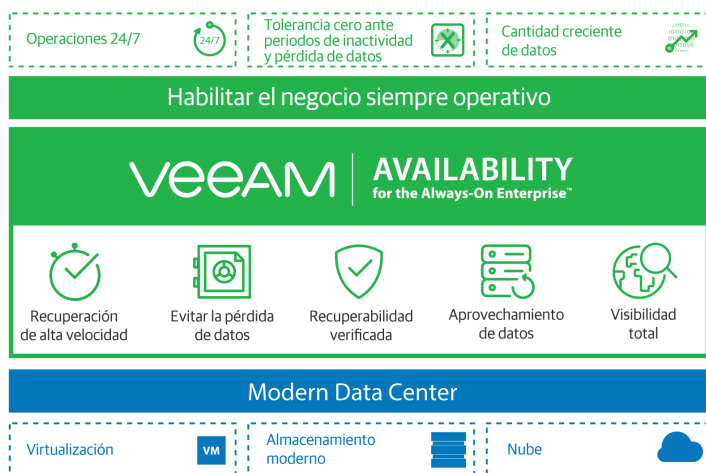 Operaciones 24/7
24/7
Tolerancia cero ante
periodos de inactividad
y pérdida de datos
Cantidad creciente
de datos
Habilitar el negocio siempre operativo
veeAM
AVAILABILITY
for the Always-On Enterprise™
Recuperación
de alta velocidad
Evitar la pérdida
de datos
Recuperabilidad
verificada
Aprovechamiento
de datos
Visibilidad
total
Modern Data Center
Virtualización
VM
Almacenamiento
moderno
Nube